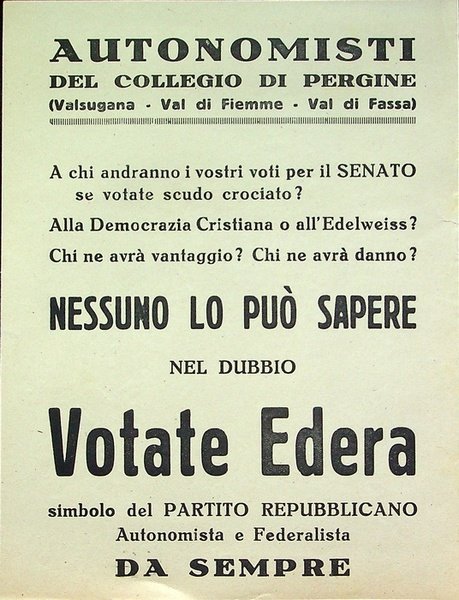 AUTONOMISTI
DEL COLLEGIO DI PERGINE
(Valsugana - Val di Fiemme - Val di Fassa)
A chi andranno i vostri voti per il SENATO
se votate scudo crociato?
Alla Democrazia Cristiana o all'Edelweiss?
Chi ne avrà vantaggio? Chi ne avrà danno?
NESSUNO LO PUÒ SAPERE
NEL DUBBIO
Votate Edera
simbolo del PARTITO REPUBBLICANO
Autonomista e Federalista
DA SEMPRE